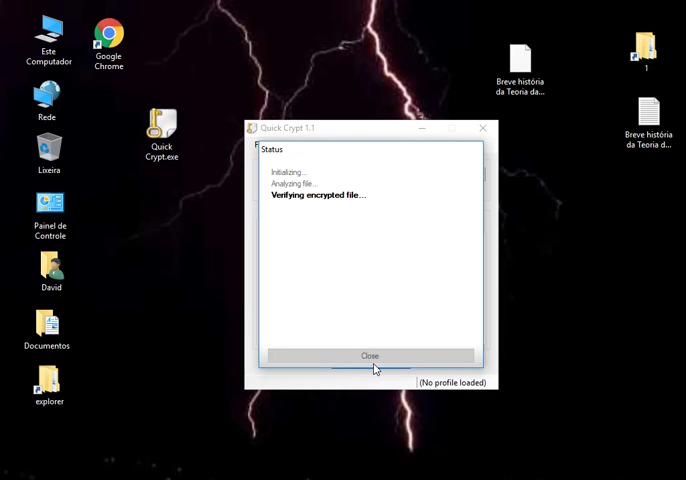 Este
Computador
Google
Chrome
Rede
Quick
Crypt.exe
Lixeira
Painel de
Controle
David
Documentos
explorer
Quick Crypt 1.1
Status
Initializing...
Analyzing file...
Verifying encrypted file...
Close
(No profile loaded)
Breve história
da Teoria da...
1
Breve história
da Teoria d...